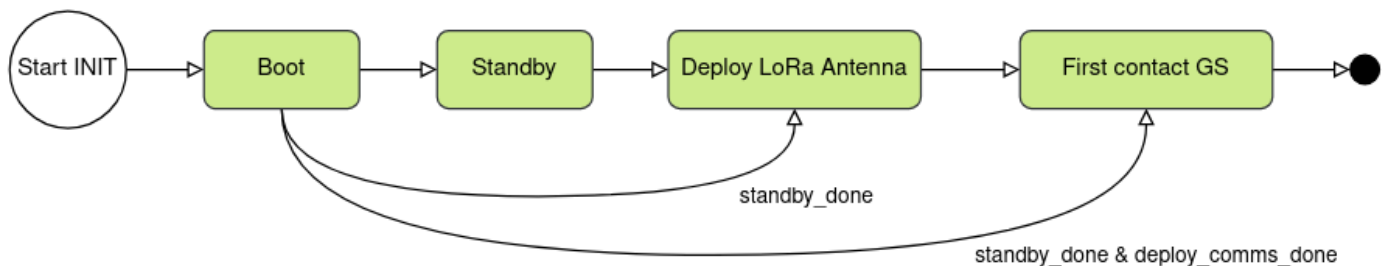 Start INIT
Boot
Standby
Deploy LoRa Antenna
First contact GS
standby_done
standby_done & deploy_comms_done